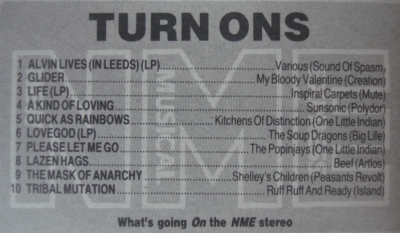 TURN ONS
1 ALVIN LIVES (IN LEEDS) (LP) Various (Sound Of Spasm,
2 GLIDER My Bloody Valentine (Creation)
3 LIFE (LP) Inspiral Carpets (Mute)
4 A KIND OF LOVING Sunsonic (Polydor)
5 QUICK AS RAINBOWS Kitchens Of Distinction (One Little Indian)
6 LOVEGOD (LP) The Soup Dragons (Big Life)
7 PLEASE LET ME GO The Popinjays (One Little Indian)
8 LAZEN HAGS Beef (Artlos)
9 THE MASK OF ANARCHY Shelley's Children (Peasants Revolt)
10 TRIBAL MUTATION Ruff Ruff And Ready (Island)
NME
MUSICAL
What's going On the NME stereo